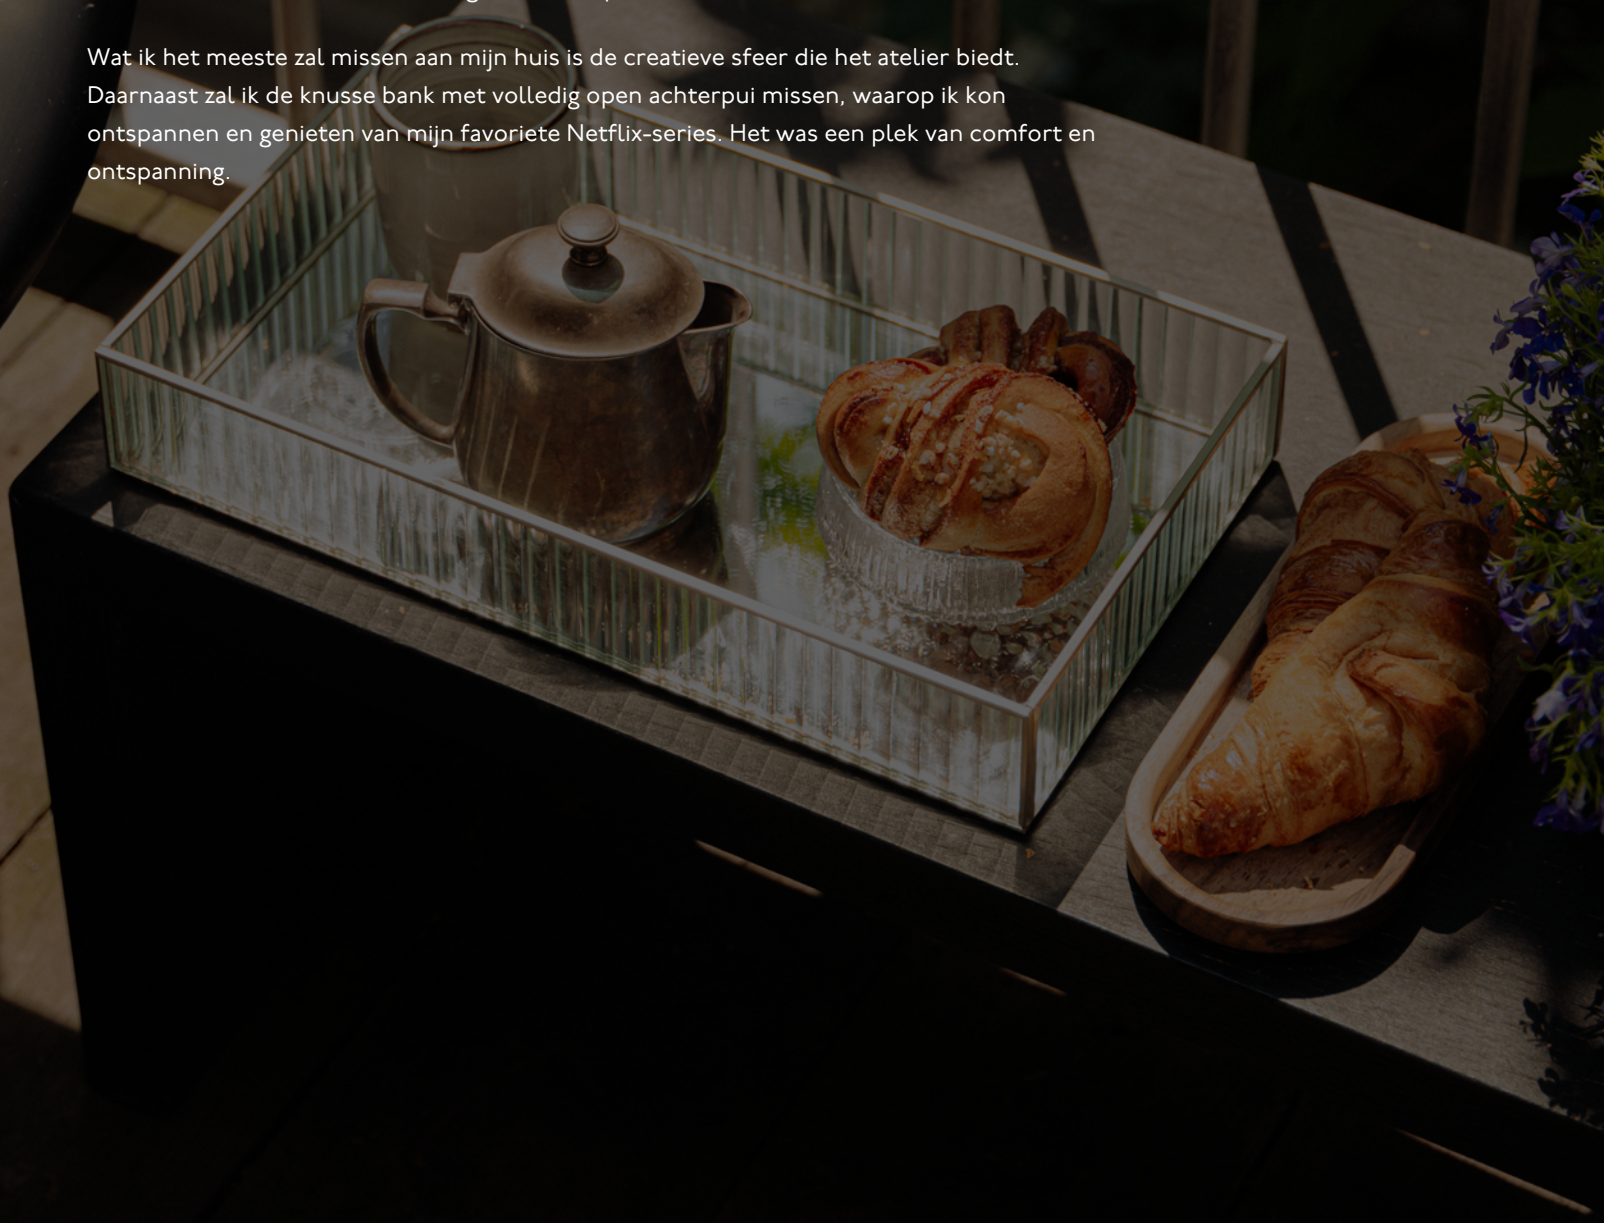 Wat ik het meeste zal missen aan mijn huis is de creatieve sfeer die het atelier biedt.
Daarnaast zal ik de knusse bank met volledig open achterpui missen, waarop ik kon
ontspannen en genieten van mijn favoriete Netflix-series. Het was een plek van comfort en
ontspanning.